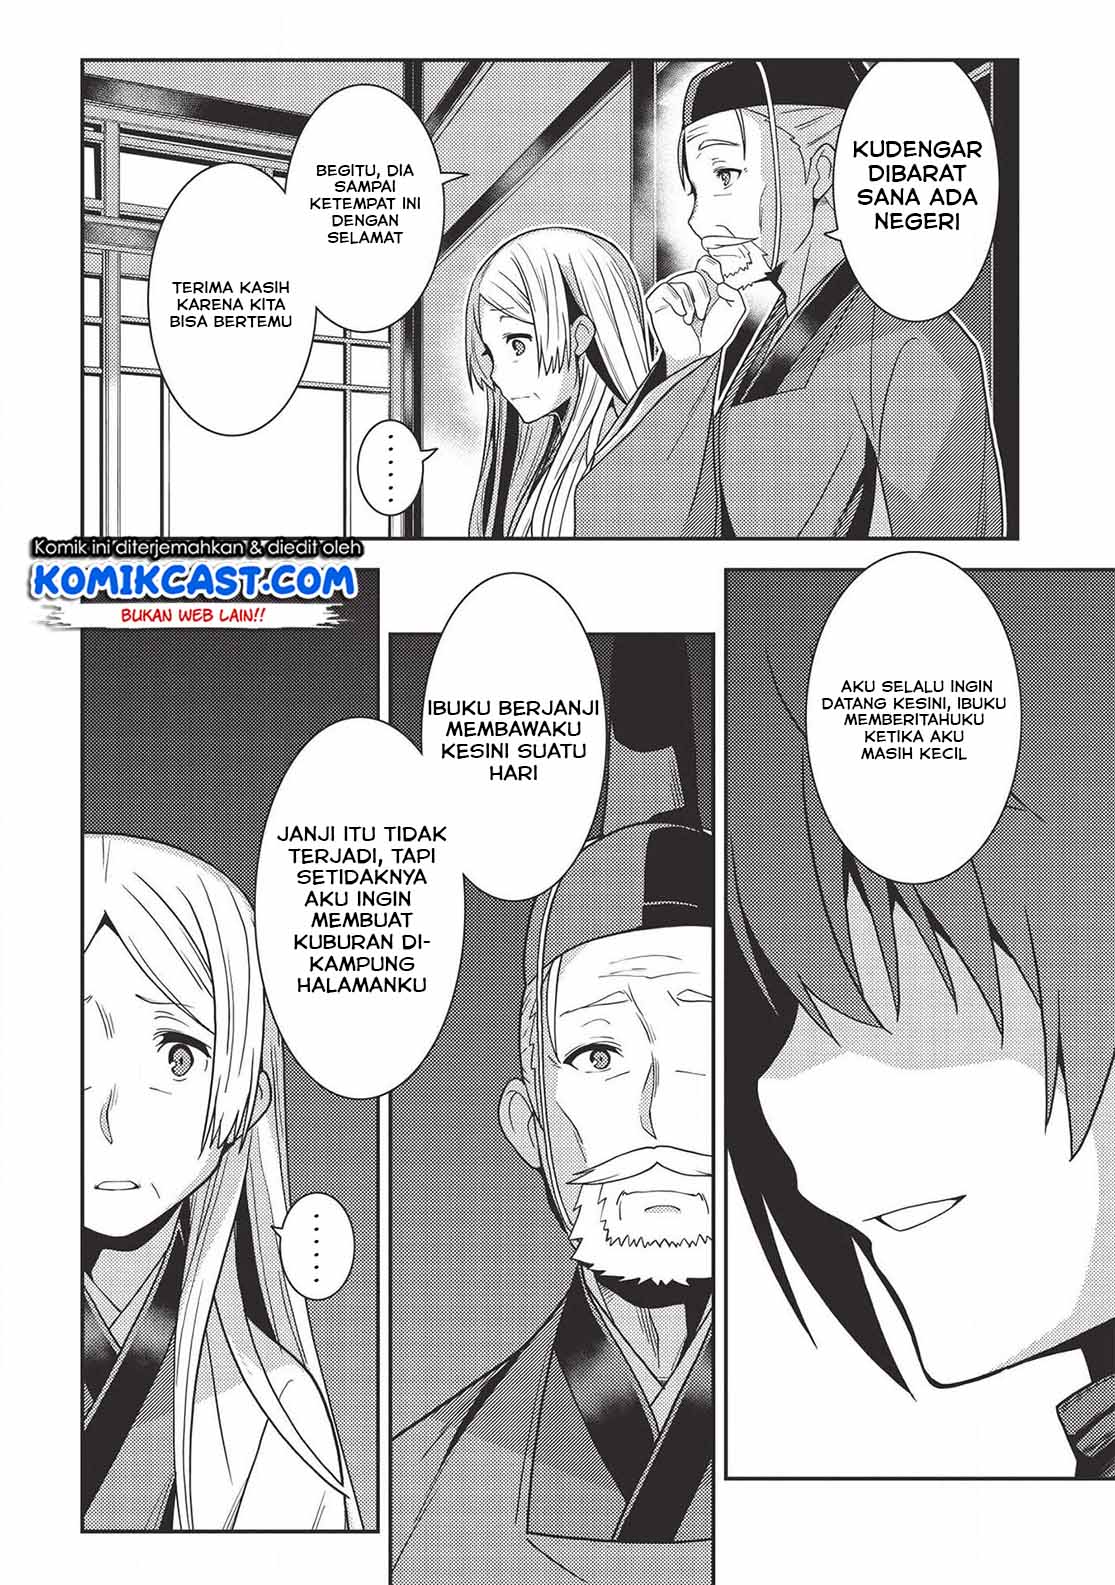 KUDENGAR
DIBARAT
SANA ADA
NEGERI
BEGITU, DIA
SAMPAI
KETEMPAT INI
DENGAN
SELAMAT
TERIMA KASIH
KARENA KITA
BISA BERTEMU
......
Komik ini diterjemahkan & diedit oleh
KOMIKCAST.COM
BUKAN WEB LAIN!!
AKU SELALU INGIN
DATANG KESINI, IBUKU
MEMBERITAHUKU
KETIKA AKU
MASIH KECIL
IBUKU BERJANJI
MEMBAWAKU
KESINI SUATU
HARI
JANJI ITU TIDAK
TERJADI, TAPI
SETIDAKNYA
AKU INGIN
MEMBUAT
KUBURAN DI-
KAMPUNG
HALAMANKU
......